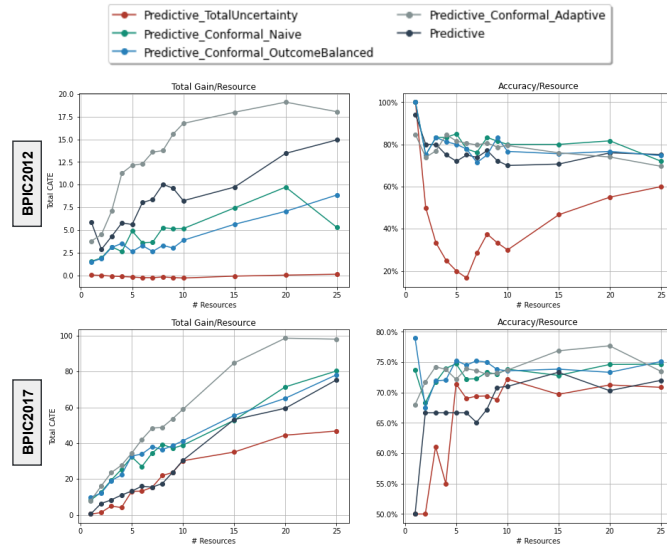 Predictive_TotalUncertainty
Predictive_Conformal_Adaptive
Predictive_Conformal_Naive
Predictive
Predictive_Conformal_OutcomeBalanced
BPIC2012
Total Gain/Resource
Total CATE
20.0
17.5
15.0
12.5
10.0
7.5
5.0
2.5
0.0
0 5 10 15 20 25
# Resources
Accuracy/Resource
100%
80%
60%
40%
20%
0 5 10 15 20 25
# Resources
BPIC2017
Total Gain/Resource
Total CATE
100
80
60
40
20
0
0 5 10 15 20 25
# Resources
Accuracy/Resource
80.0%
75.0%
70.0%
65.0%
60.0%
55.0%
50.0%
0 5 10 15 20 25
# Resources